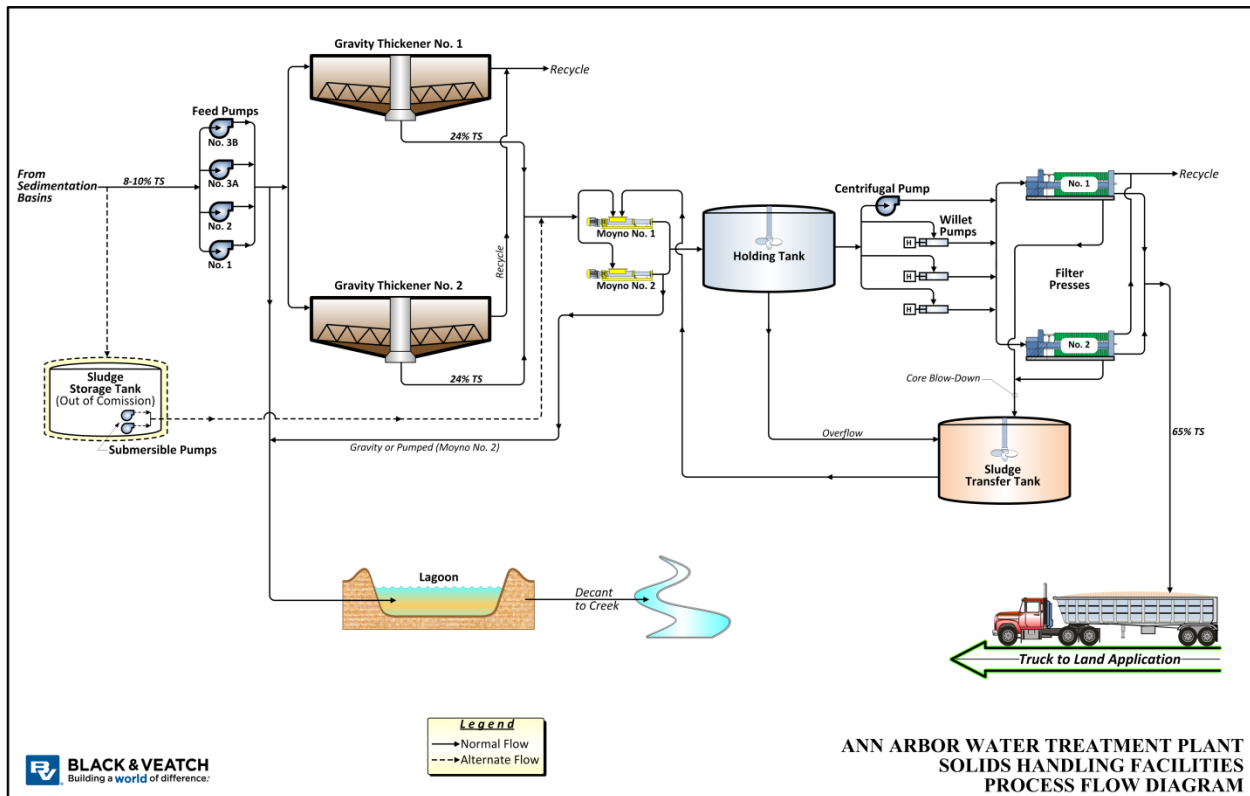 Gravity Thickener No. 1
Recycle
Feed Pumps
No. 3B
24% TS
From
Sedimentation
Basins
8-10% TS
No. 3A
No. 2
No. 1
Recycle
Gravity Thickener No. 2
24% TS
Moyno No. 1
Moyno No. 2
Holding Tank
Centrifugal Pump
Willet
Pumps
H
H
H
No. 1
Recycle
Filter
Presses
No. 2
Core Blow-Down
Sludge
Storage Tank
(Out of Comission)
Submersible Pumps
Gravity or Pumped (Moyno No. 2)
Overflow
Sludge
Transfer Tank
65% TS
Lagoon
Decant
to Creek
Truck to Land Application
Legend
Normal Flow
Alternate Flow
BV
BLACK & VEATCH
Building a world of difference.
ANN ARBOR WATER TREATMENT PLANT
SOLIDS HANDLING FACILITIES
PROCESS FLOW DIAGRAM